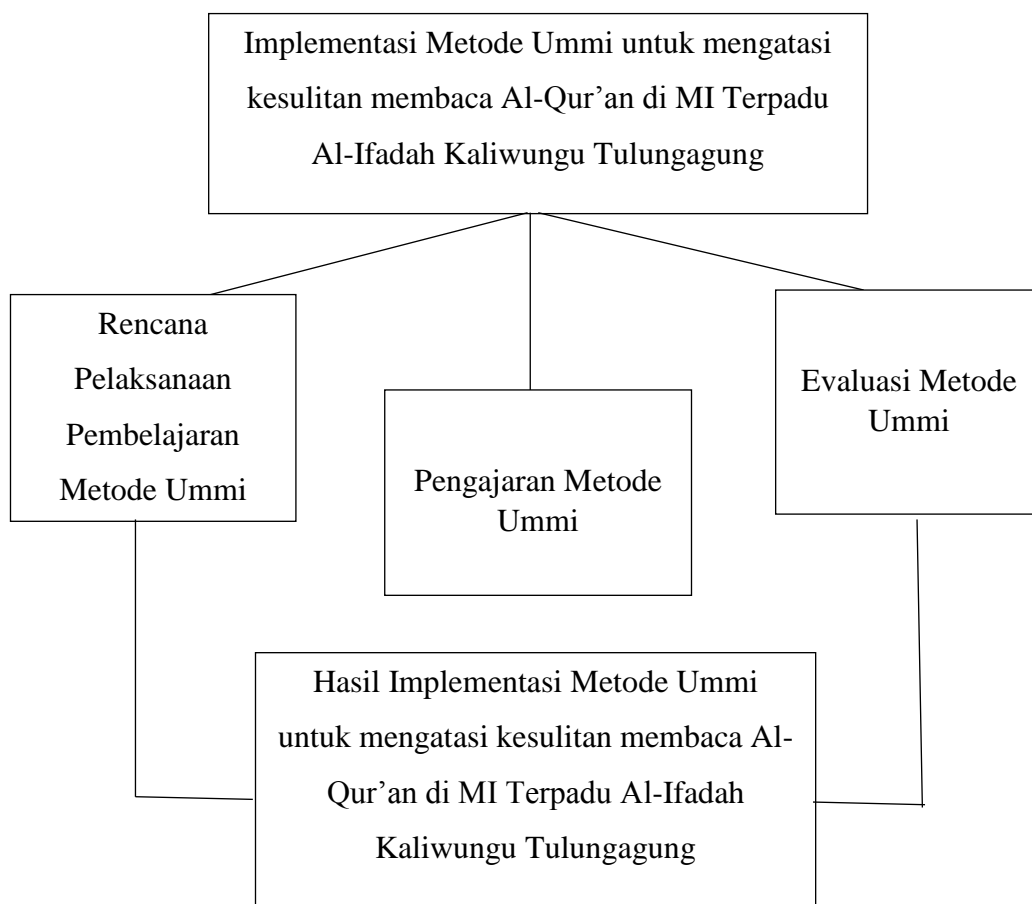 Implementasi Metode Ummi untuk mengatasi
kesulitan membaca Al-Qur’an di MI Terpadu
Al-Ifadah Kaliwungu Tulungagung
Rencana
Pelaksanaan
Pembelajaran
Metode Ummi
Pengajaran Metode
Ummi
Evaluasi Metode
Ummi
Hasil Implementasi Metode Ummi
untuk mengatasi kesulitan membaca Al-
Qur’an di MI Terpadu Al-Ifadah
Kaliwungu Tulungagung